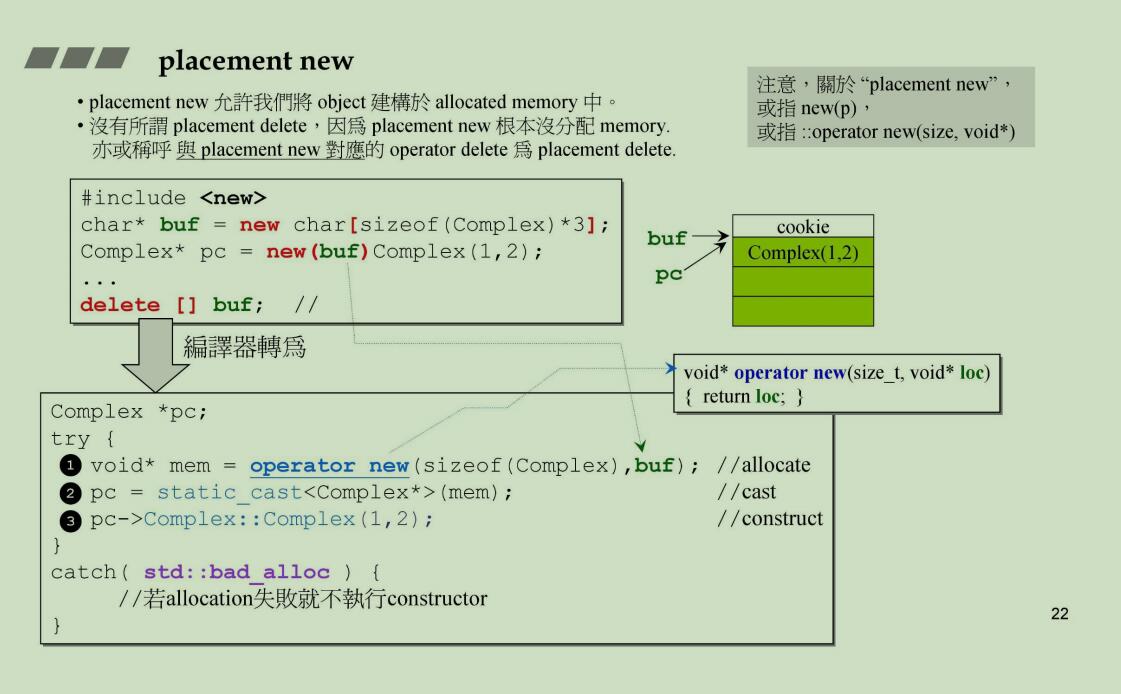 placement new
• placement new 允許我們將 object 建構於 allocated memory 中。
• 沒有所謂 placement delete，因為 placement new 根本沒分配 memory.
亦或稱呼 與 placement new 對應的 operator delete 為 placement delete.
注意，關於 “placement new”，
或指 new(p)，
或指 ::operator new(size, void*)
#include <new>
char* buf = new char[sizeof(Complex)*3];
Complex* pc = new(buf)Complex(1,2);
...
delete [] buf; //
buf
pc
cookie
Complex(1,2)
編譯器轉為
void* operator new(size_t, void* loc)
{ return loc; }
Complex *pc;
try {
1 void* mem = operator new(sizeof(Complex),buf); //allocate
2 pc = static_cast<Complex*>(mem); //cast
3 pc->Complex::Complex(1,2); //construct
}
catch( std::bad_alloc ) {
//若allocation失敗就不執行constructor
}
22